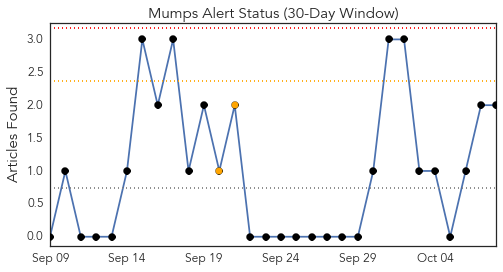 Mumps Alert Status (30-Day Window)
Articles Found
3.0
2.5
2.0
1.5
1.0
0.5
0.0
Sep 09
Sep 14
Sep 19
Sep 24
Sep 29
Oct 04